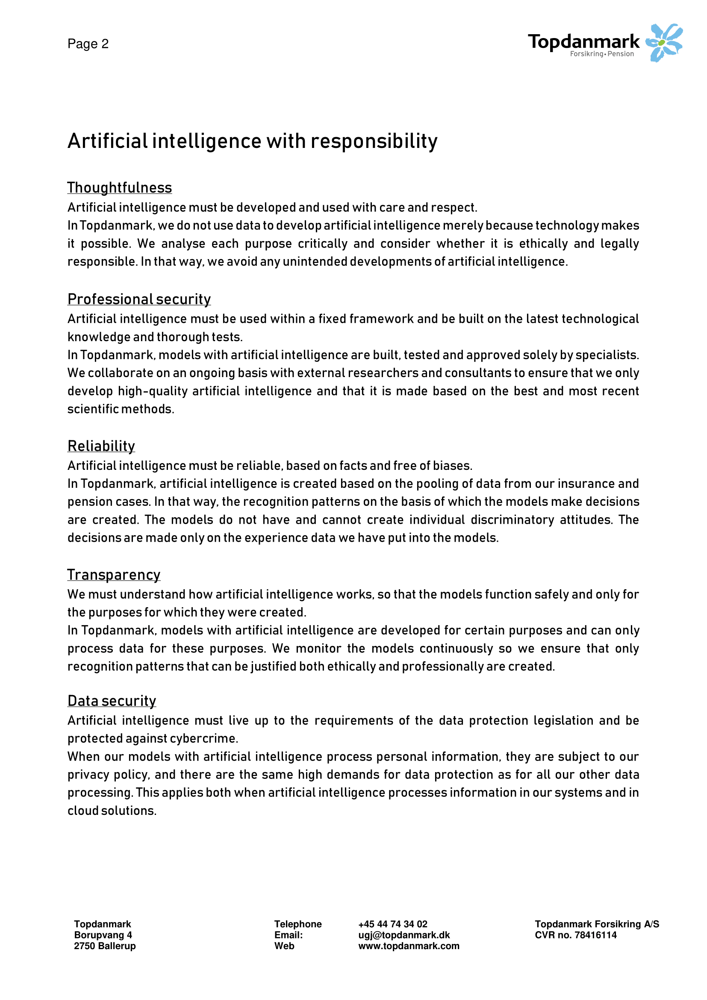 Page 2
Topdanmark
Forsikring • Pension
Artificial intelligence with responsibility
Thoughtfulness
Artificial intelligence must be developed and used with care and respect.
In Topdanmark, we do not use data to develop artificial intelligence merely because technology makes
it possible. We analyse each purpose critically and consider whether it is ethically and legally
responsible. In that way, we avoid any unintended developments of artificial intelligence.
Professional security
Artificial intelligence must be used within a fixed framework and be built on the latest technological
knowledge and thorough tests.
In Topdanmark, models with artificial intelligence are built, tested and approved solely by specialists.
We collaborate on an ongoing basis with external researchers and consultants to ensure that we only
develop high-quality artificial intelligence and that it is made based on the best and most recent
scientific methods.
Reliability
Artificial intelligence must be reliable, based on facts and free of biases.
In Topdanmark, artificial intelligence is created based on the pooling of data from our insurance and
pension cases. In that way, the recognition patterns on the basis of which the models make decisions
are created. The models do not have and cannot create individual discriminatory attitudes. The
decisions are made only on the experience data we have put into the models.
Transparency
We must understand how artificial intelligence works, so that the models function safely and only for
the purposes for which they were created.
In Topdanmark, models with artificial intelligence are developed for certain purposes and can only
process data for these purposes. We monitor the models continuously so we ensure that only
recognition patterns that can be justified both ethically and professionally are created.
Data security
Artificial intelligence must live up to the requirements of the data protection legislation and be
protected against cybercrime.
When our models with artificial intelligence process personal information, they are subject to our
privacy policy, and there are the same high demands for data protection as for all our other data
processing. This applies both when artificial intelligence processes information in our systems and in
cloud solutions.
Topdanmark
Borupvang 4
2750 Ballerup
Telephone +45 44 74 34 02
Email: ugj@topdanmark.dk
Web www.topdanmark.com
Topdanmark Forsikring A/S
CVR no. 78416114